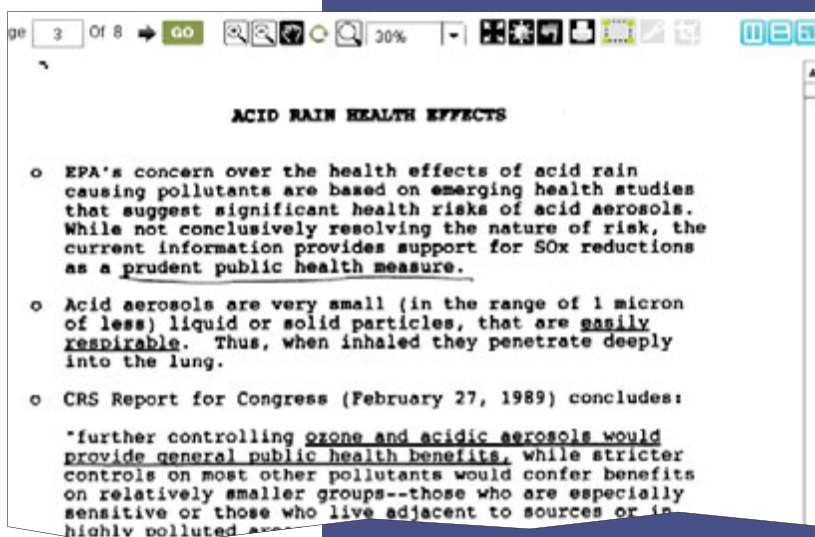 ge 3 Of 8 GO 30%
ACID RAIN HEALTH EFFECTS
o EPA's concern over the health effects of acid rain
causing pollutants are based on emerging health studies
that suggest significant health risks of acid aerosols.
While not conclusively resolving the nature of risk, the
current information provides support for SOx reductions
as a prudent public health measure.
o Acid aerosols are very small (in the range of 1 micron
of less) liquid or solid particles, that are easily
respirable. Thus, when inhaled they penetrate deeply
into the lung.
o CRS Report for Congress (February 27, 1989) concludes:
"further controlling ozone and acidic aerosols would
provide general public health benefits, while stricter
controls on most other pollutants would confer benefits
on relatively smaller groups--those who are especially
sensitive or those who live adjacent to sources or in
highly polluted